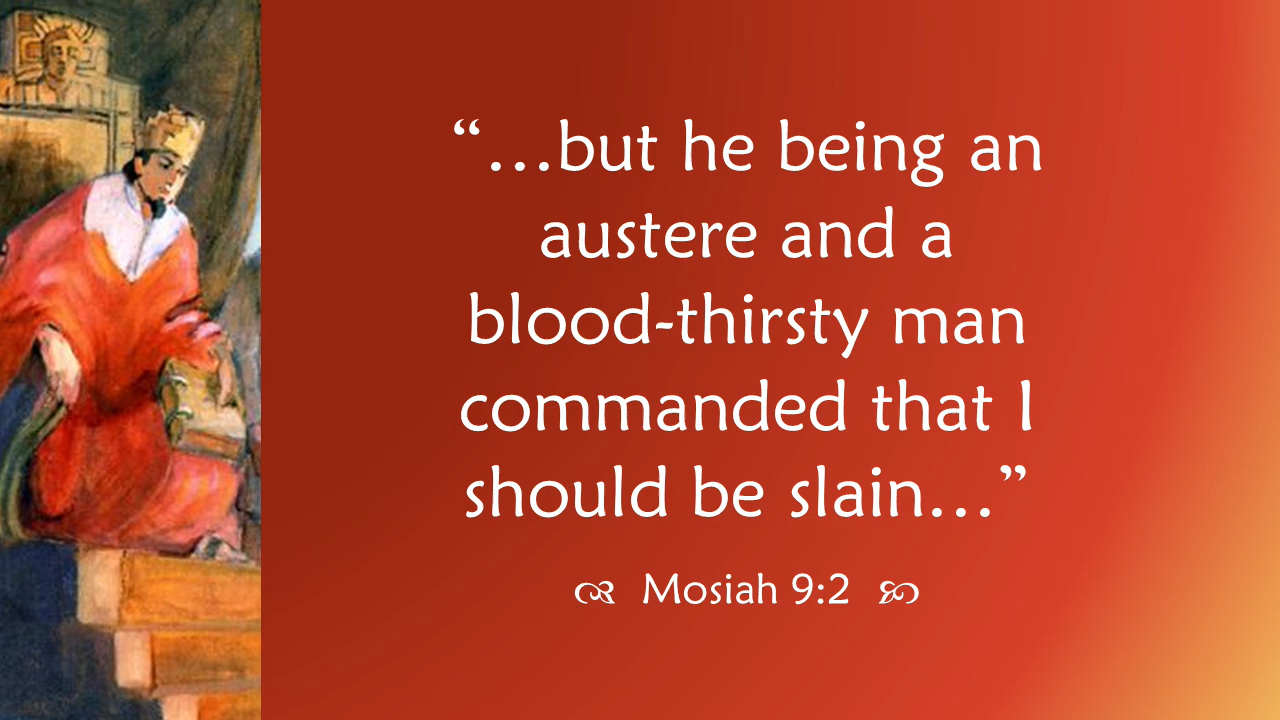 “…but he being an
austere and a
blood-thirsty man
commanded that I
should be slain…”
Mosiah 9:2